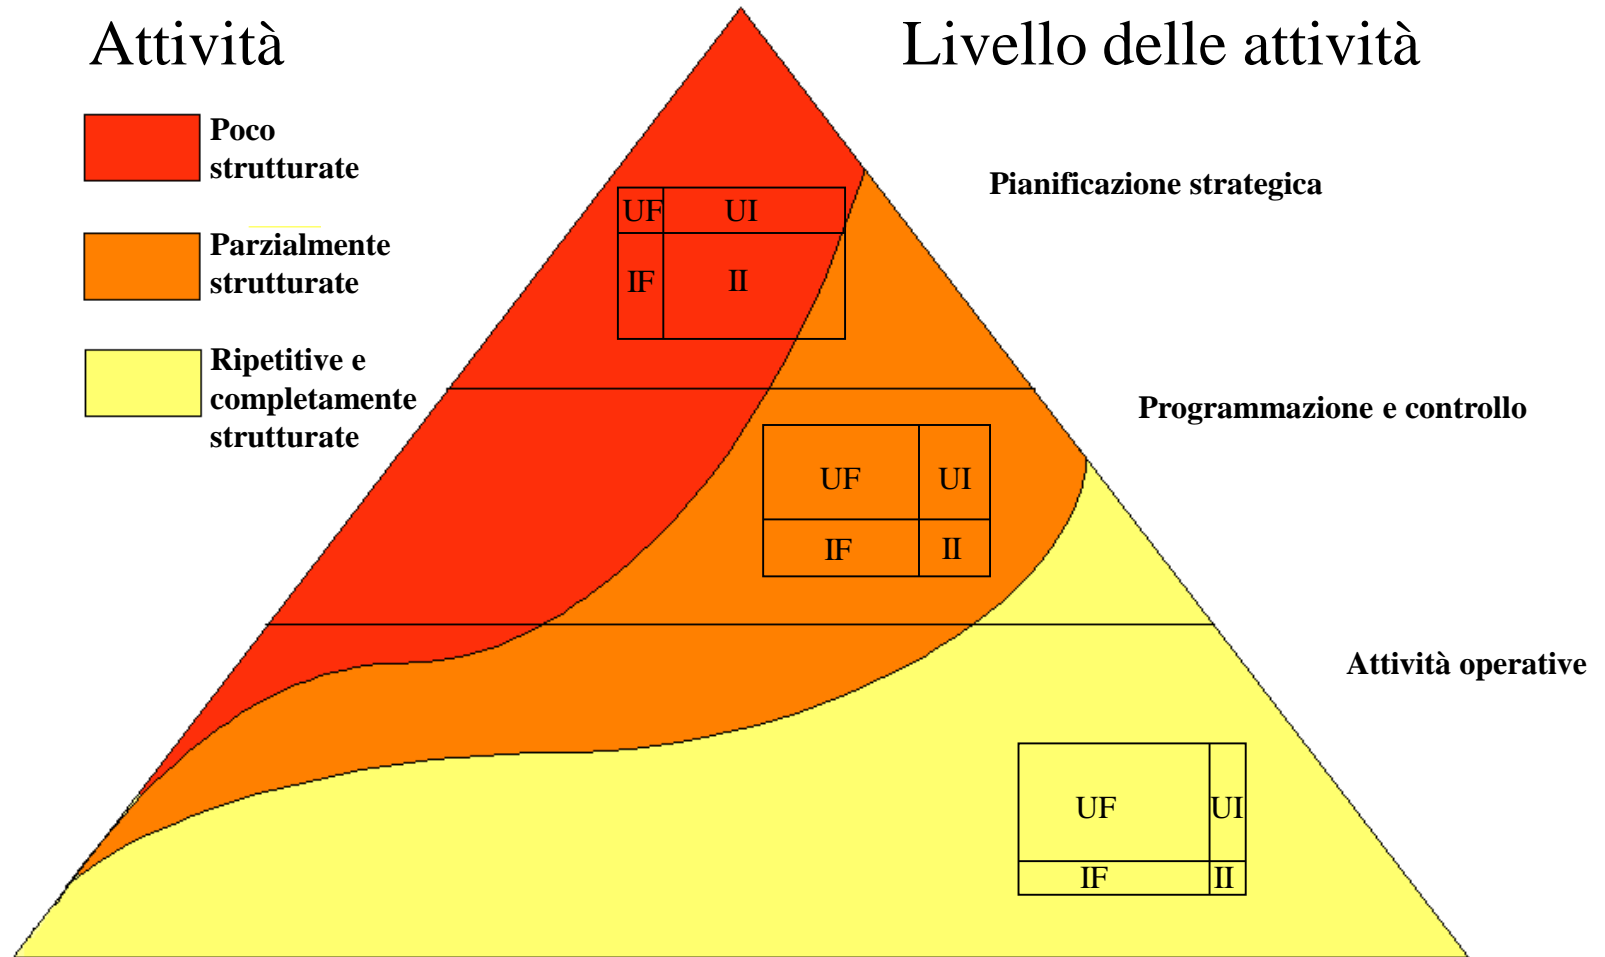 Attività
Livello delle attività
Poco
strutturate
Parzialmente
strutturate
Ripetitive e
completamente
strutturate
Pianificazione strategica
UF UI
IF II
Programmazione e controllo
UF UI
IF II
Attività operative
UF UI
IF II